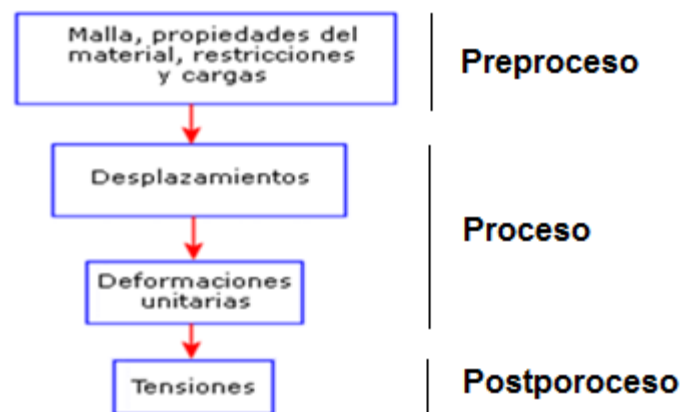 Malla, propiedades del
material, restricciones
y cargas
Preproceso
Desplazamientos
Proceso
Deformaciones
unitarias
Tensiones
Postporoceso